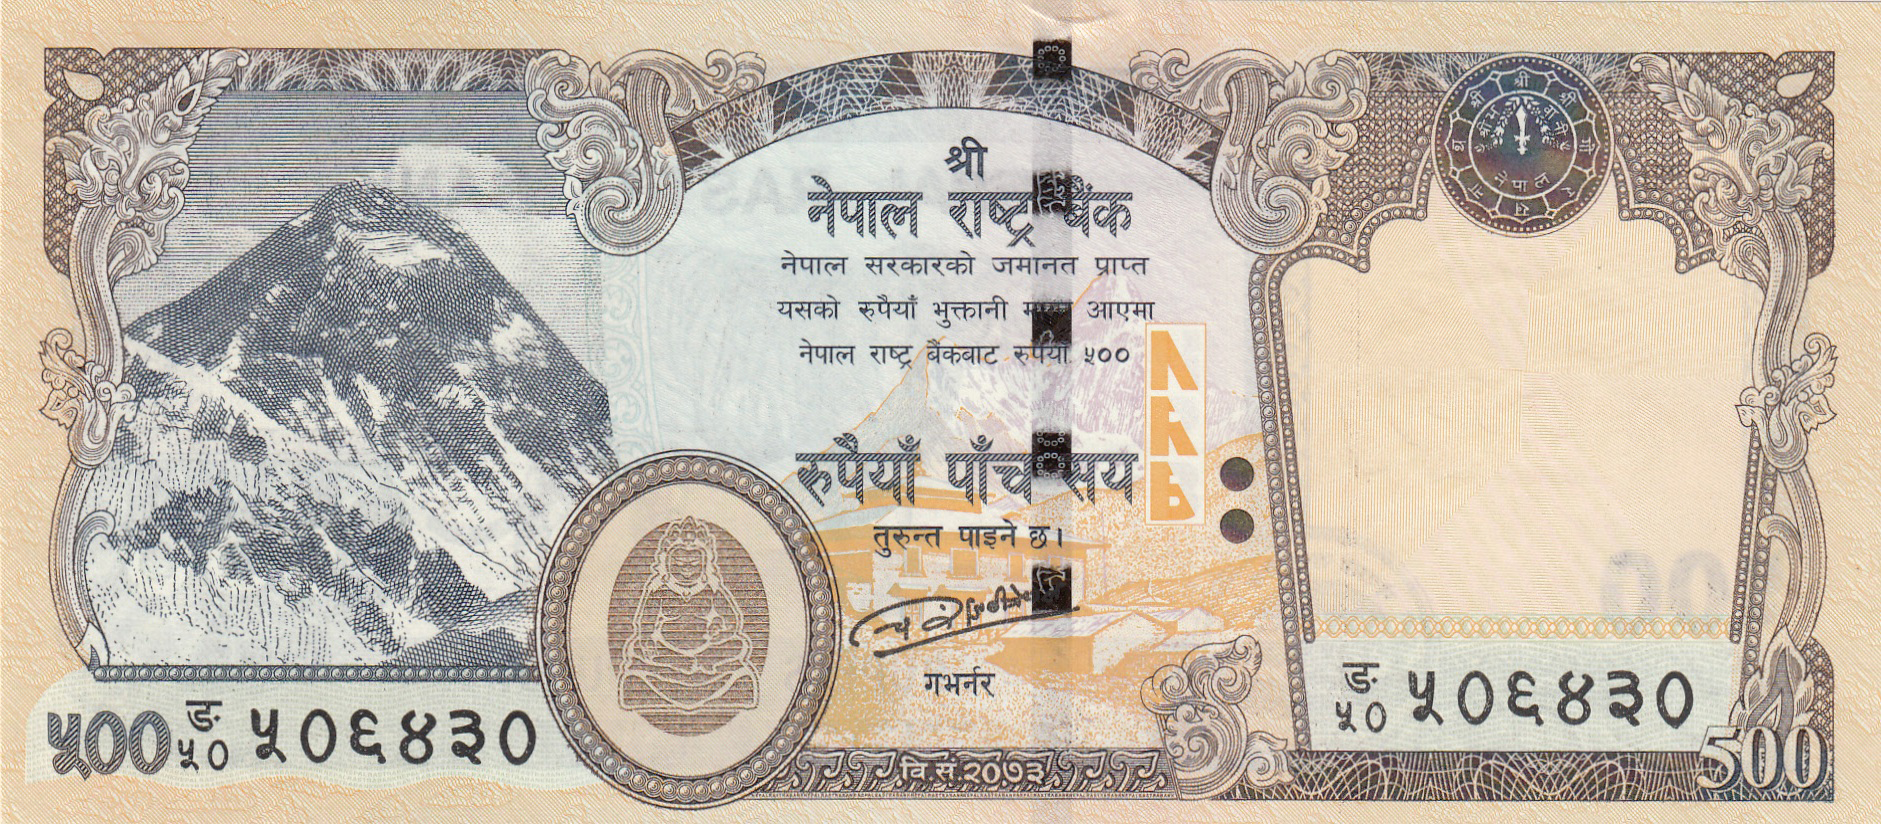 श्री
नेपाल राष्ट्र बैंक
नेपाल सरकारको जमानत प्राप्त
यसको रुपैयाँ भुक्तानी माग्न आएमा
नेपाल राष्ट्र बैंकबाट रुपैयाँ ५००
रुपैयाँ पाँच सय
तुरुन्त पाइने छ।
गभर्नर
ङ
५०
५०६४३०
५००
ङ
५०
५०६४३०
वि.सं.२०७३
500
नेपाल